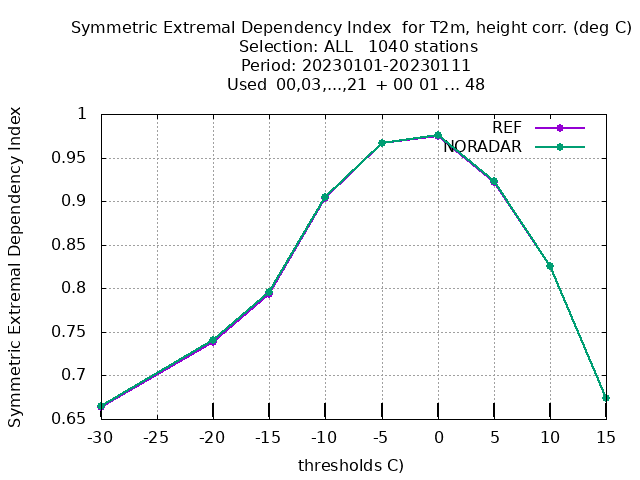 Symmetric Extremal Dependency Index  for T2m, height corr. (deg C)
Selection: ALL   1040 stations
Period: 20230101-20230111
Used  00,03,...,21  + 00 01 ... 48
Symmetric Extremal Dependency Index
1
0.95
0.9
0.85
0.8
0.75
0.7
0.65
REF
NORADAR
-30 -25 -20 -15 -10 -5 0 5 10 15
thresholds C)